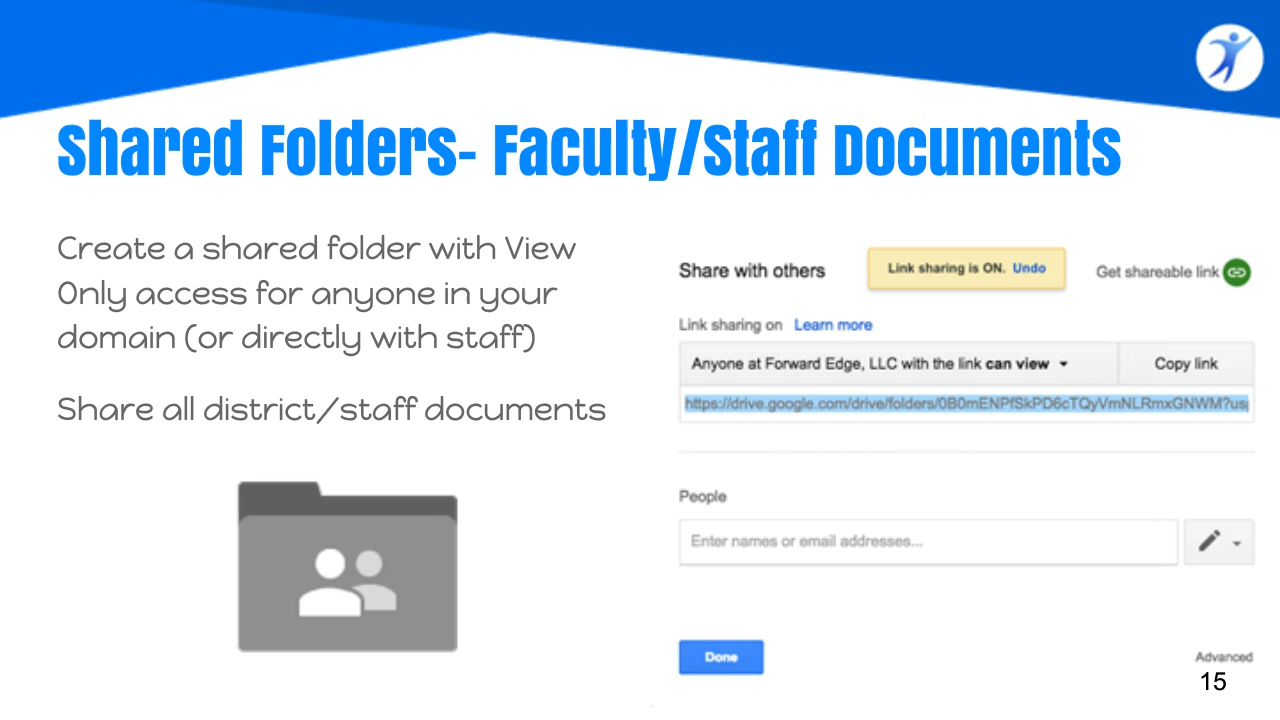 Shared Folders- Faculty/Staff Documents
Create a shared folder with View
Only access for anyone in your
domain (or directly with staff)
Share all district/staff documents
Share with others
Link sharing is ON. Undo
Get shareable link
Link sharing on Learn more
Anyone at Forward Edge, LLC with the link can view
Copy link
https://drive.google.com/drive/folders/0B0mENPfSkPD6cTQyVmNLRmxGNWM?us
People
Enter names or email addresses...
Done
Advanced
15